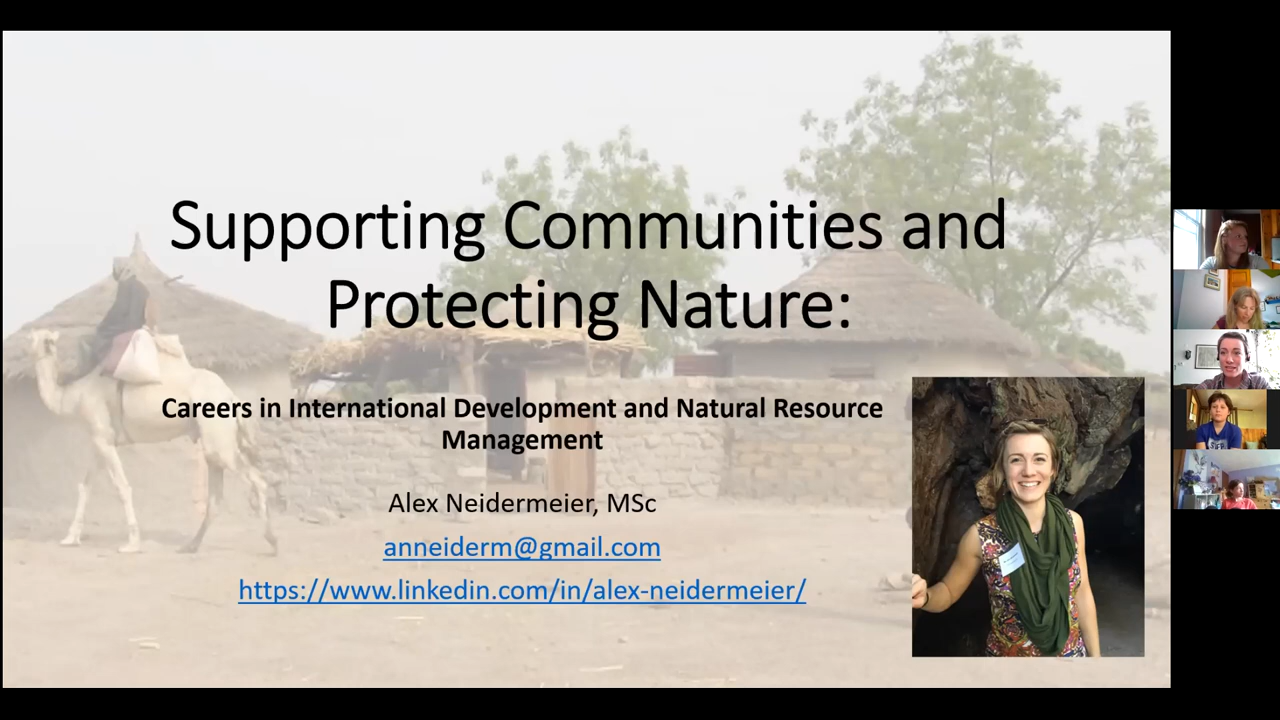 Supporting Communities and
Protecting Nature:
Careers in International Development and Natural Resource
Management
Alex Neidermeier, MSc
anneiderm@gmail.com
https://www.linkedin.com/in/alex-neidermeier/